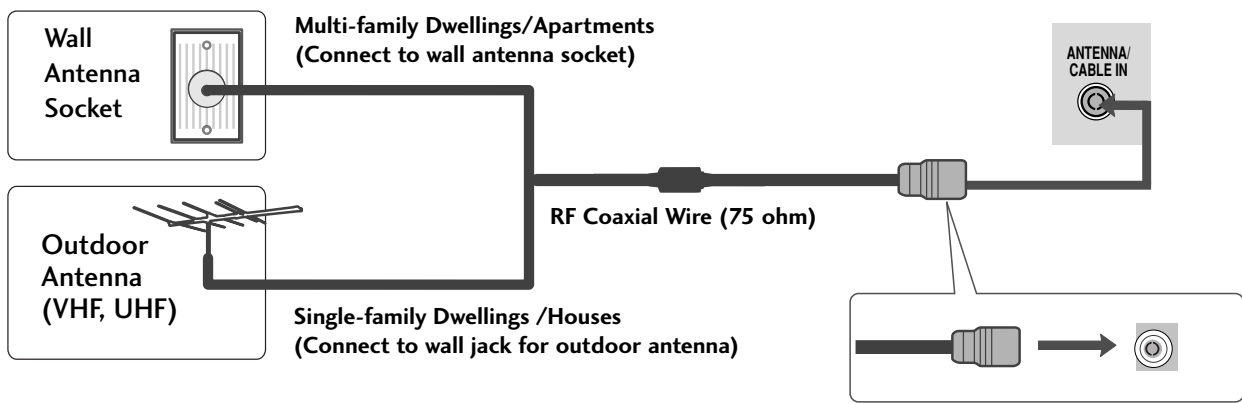 Wall
Antenna
Socket
Multi-family Dwellings/Apartments
(Connect to wall antenna socket)
ANTENNA/
CABLE IN
RF Coaxial Wire (75 ohm)
Outdoor
Antenna
(VHF, UHF)
Single-family Dwellings /Houses
(Connect to wall jack for outdoor antenna)